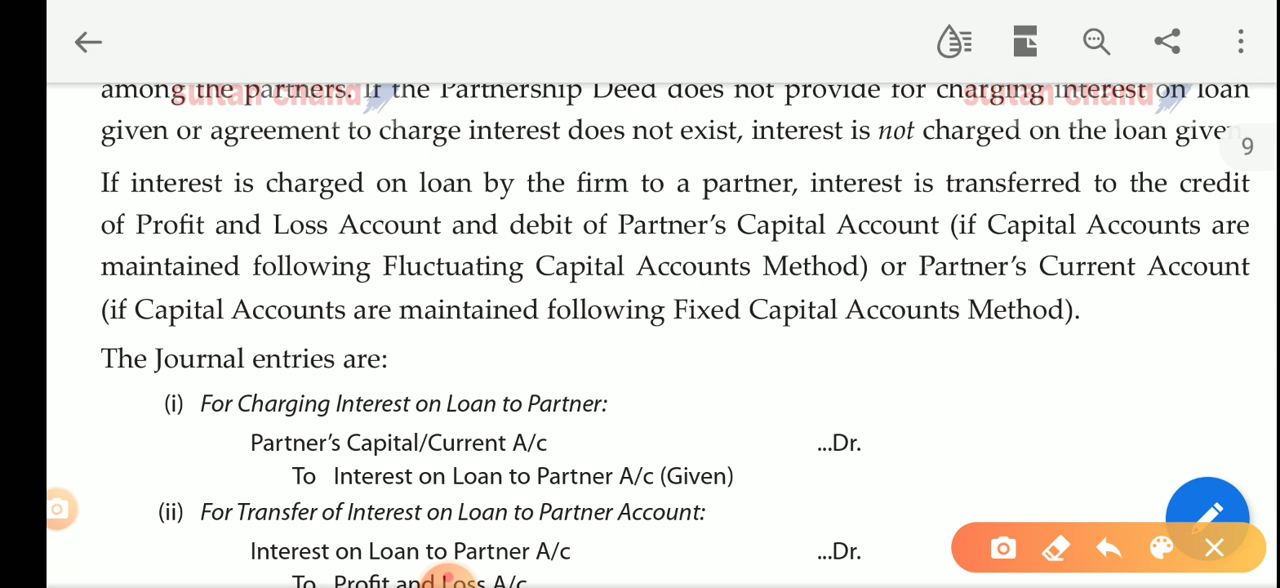 among the partners. If the Partnership Deed does not provide for charging interest on loan
given or agreement to charge interest does not exist, interest is not charged on the loan given.
9
If interest is charged on loan by the firm to a partner, interest is transferred to the credit
of Profit and Loss Account and debit of Partner’s Capital Account (if Capital Accounts are
maintained following Fluctuating Capital Accounts Method) or Partner’s Current Account
(if Capital Accounts are maintained following Fixed Capital Accounts Method).
The Journal entries are:
(i) For Charging Interest on Loan to Partner:
Partner’s Capital/Current A/c ...Dr.
To Interest on Loan to Partner A/c (Given)
(ii) For Transfer of Interest on Loan to Partner Account:
Interest on Loan to Partner A/c ...Dr.
To Profit and Loss A/c
sultan chand
sultan chand